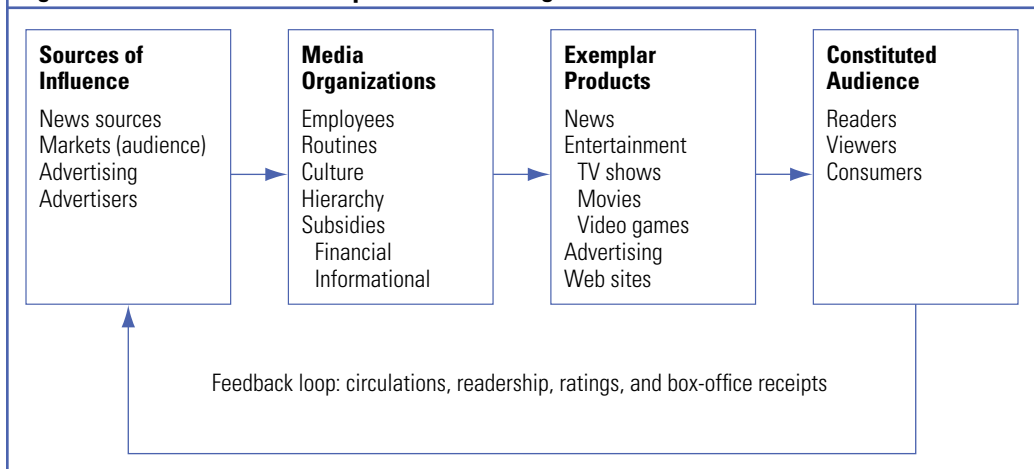 Sources of
Influence
News sources
Markets (audience)
Advertising
Advertisers
Media
Organizations
Employees
Routines
Culture
Hierarchy
Subsidies
Financial
Informational
Exemplar
Products
News
Entertainment
TV shows
Movies
Video games
Advertising
Web sites
Constituted
Audience
Readers
Viewers
Consumers
Feedback loop: circulations, readership, ratings, and box-office receipts